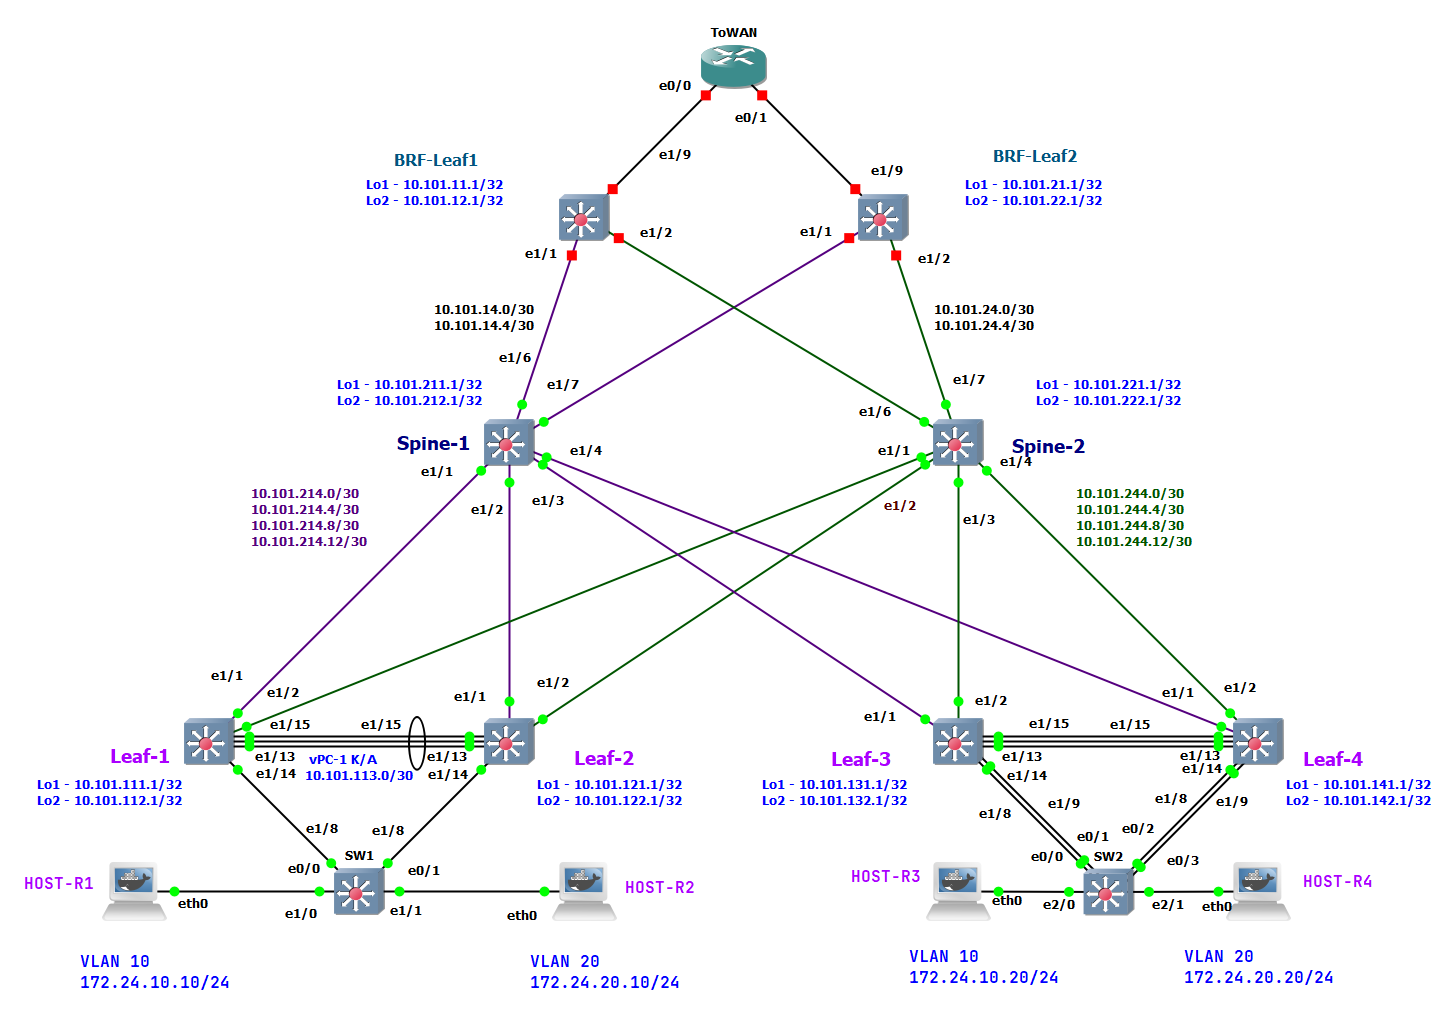 ToWAN
e0/0
e0/1
e1/9
e1/9
BRF-Leaf1
Lo1 - 10.101.11.1/32
Lo2 - 10.101.12.1/32
BRF-Leaf2
Lo1 - 10.101.21.1/32
Lo2 - 10.101.22.1/32
e1/1
e1/2
e1/1
e1/2
10.101.14.0/30
10.101.14.4/30
10.101.24.0/30
10.101.24.4/30
e1/6
e1/7
e1/6
e1/7
Lo1 - 10.101.211.1/32
Lo2 - 10.101.212.1/32
Lo1 - 10.101.221.1/32
Lo2 - 10.101.222.1/32
Spine-1
Spine-2
e1/1
e1/2
e1/3
e1/4
e1/1
e1/2
e1/3
e1/4
10.101.214.0/30
10.101.214.4/30
10.101.214.8/30
10.101.214.12/30
10.101.244.0/30
10.101.244.4/30
10.101.244.8/30
10.101.244.12/30
e1/1
e1/2
e1/1
e1/2
e1/1
e1/2
e1/1
e1/2
e1/15
e1/15
e1/15
e1/15
Leaf-1
e1/13
vPC-1 K/A
e1/13
Leaf-2
e1/14
10.101.113.0/30
e1/14
Leaf-3
e1/13
e1/14
e1/13
e1/14
Leaf-4
Lo1 - 10.101.111.1/32
Lo2 - 10.101.112.1/32
Lo1 - 10.101.121.1/32
Lo2 - 10.101.122.1/32
Lo1 - 10.101.131.1/32
Lo2 - 10.101.132.1/32
Lo1 - 10.101.141.1/32
Lo2 - 10.101.142.1/32
e1/8
e1/8
e1/8
e1/9
e1/8
e1/9
SW1
e0/0
e0/1
SW2
e0/0
e0/1
e0/2
e0/3
HOST-R1
eth0
e1/0
e1/1
eth0
HOST-R2
HOST-R3
eth0
e2/0
e2/1
eth0
HOST-R4
VLAN 10
172.24.10.10/24
VLAN 20
172.24.20.10/24
VLAN 10
172.24.10.20/24
VLAN 20
172.24.20.20/24